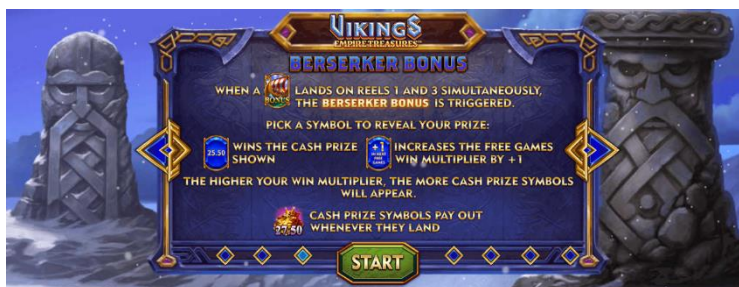 VIKINGS
EMPIRE TREASURES
BERSERKER BONUS
WHEN A BONUS LANDS ON REELS 1 AND 3 SIMULTANEOUSLY,
THE BERSERKER BONUS IS TRIGGERED.
PICK A SYMBOL TO REVEAL YOUR PRIZE:
25.50 WINS THE CASH PRIZE +1 INCREASES THE FREE GAMES
SHOWN FREE GAMES WIN MULTIPLIER BY +1
THE HIGHER YOUR WIN MULTIPLIER, THE MORE CASH PRIZE SYMBOLS
WILL APPEAR.
27.50 CASH PRIZE SYMBOLS PAY OUT
WHENEVER THEY LAND
START